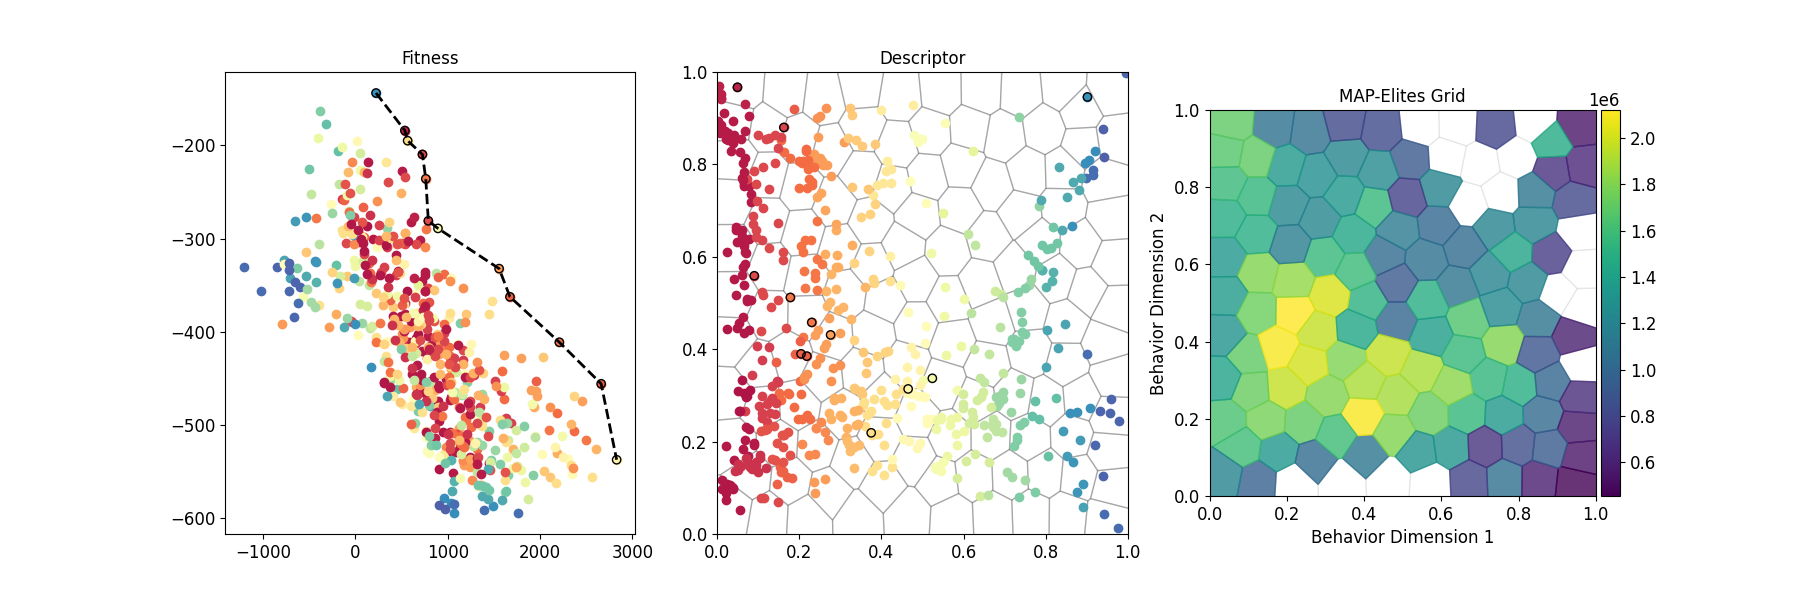 Fitness
−200
−300
−400
−500
−600
−1000 0 1000 2000 3000
Descriptor
1.0
0.8
0.6
0.4
0.2
0.0
0.0 0.2 0.4 0.6 0.8 1.0
MAP-Elites Grid
1e6
Behavior Dimension 2
1.0
0.8
0.6
0.4
0.2
0.0
0.0 0.2 0.4 0.6 0.8 1.0
Behavior Dimension 1
2.0
1.8
1.6
1.4
1.2
1.0
0.8
0.6